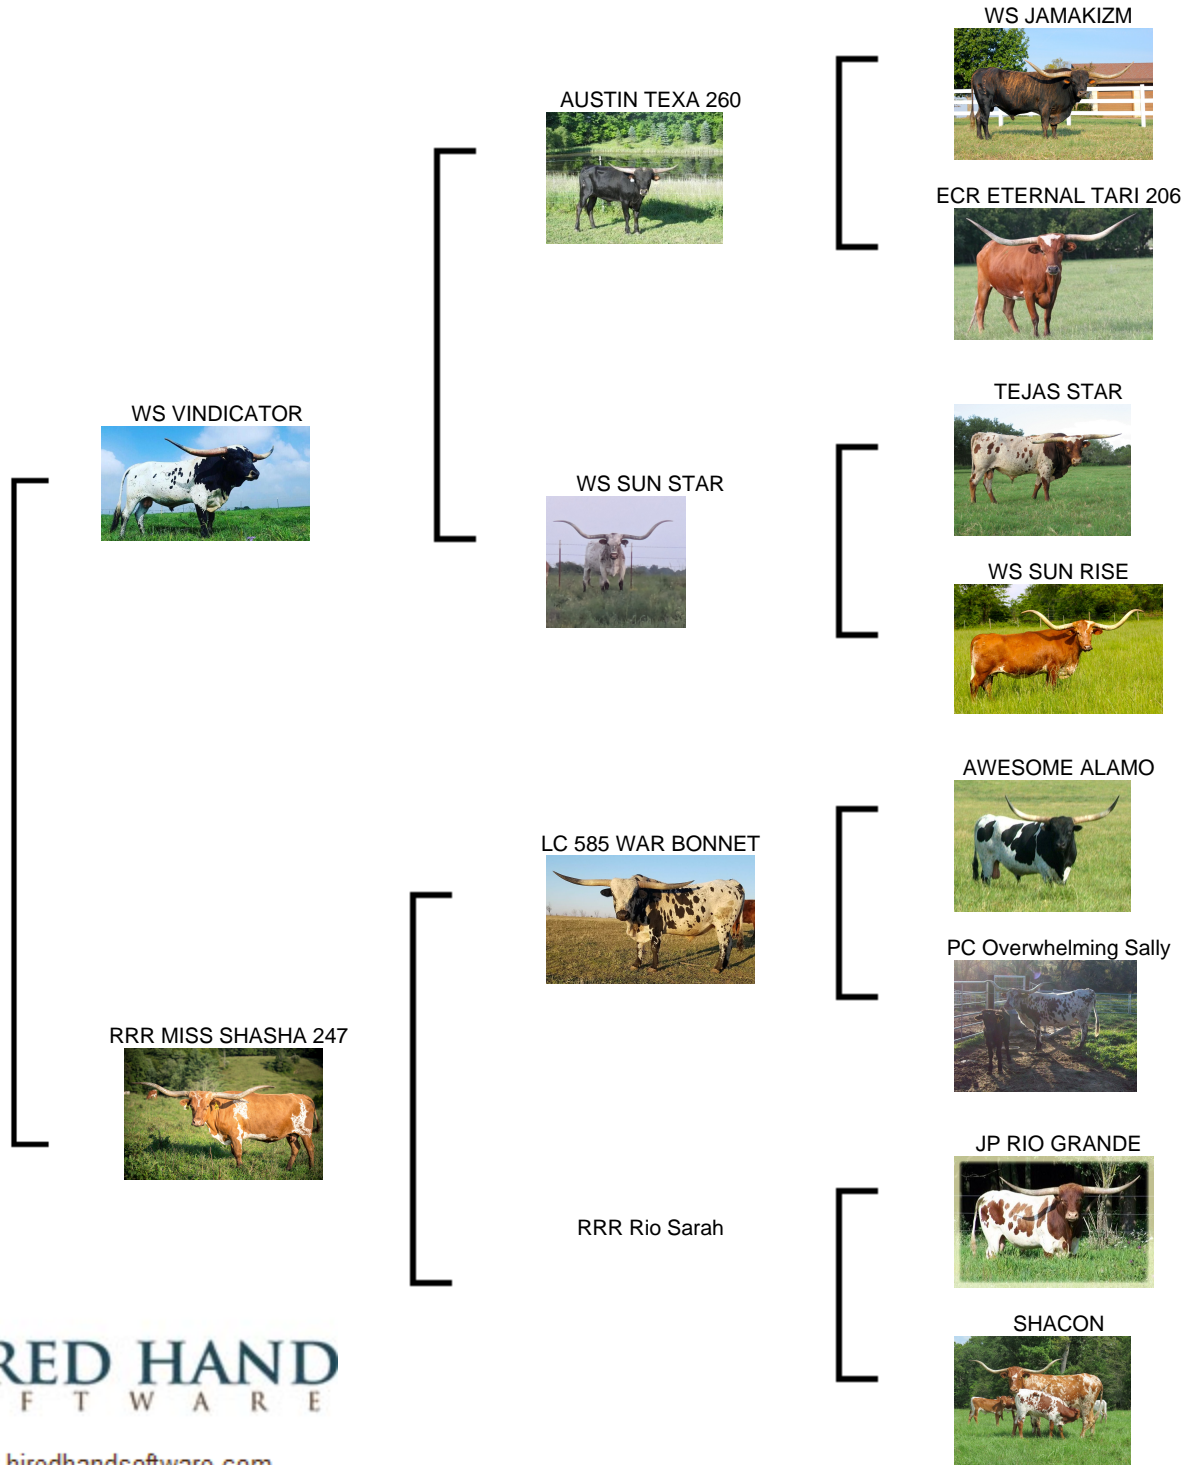 WS JAMAKIZM
AUSTIN TEXA 260
ECR ETERNAL TARI 206
TEJAS STAR
WS VINDICATOR
WS SUN STAR
WS SUN RISE
AWESOME ALAMO
LC 585 WAR BONNET
PC Overwhelming Sally
RRR MISS SHASHA 247
JP RIO GRANDE
RRR Rio Sarah
SHACON
RED HAND
F T W A R E
hiredhandsoftware.com